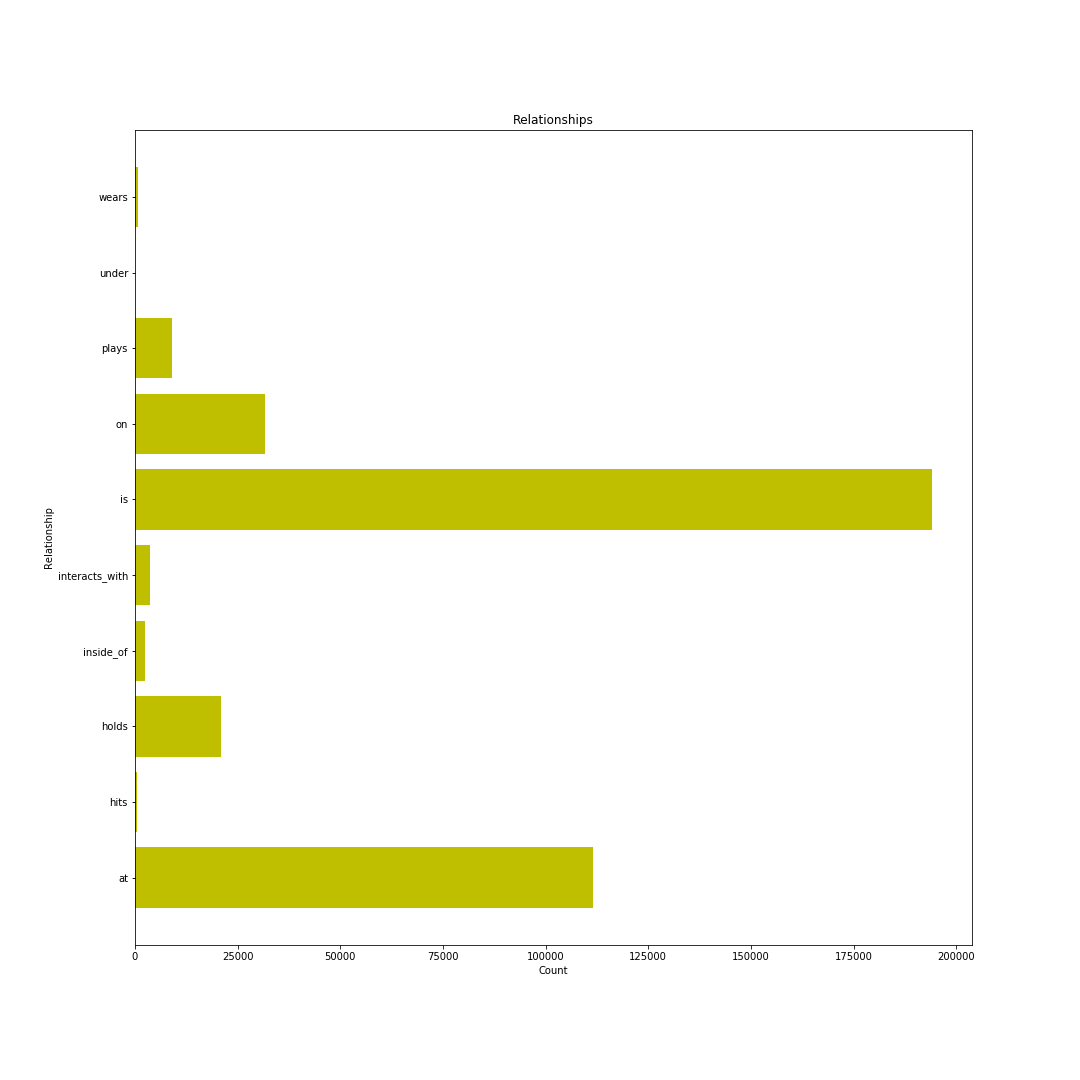 Relationships
wears
under
plays
on
is
interacts_with
inside_of
holds
hits
at
Relationship
0 25000 50000 75000 100000 125000 150000 175000 200000
Count